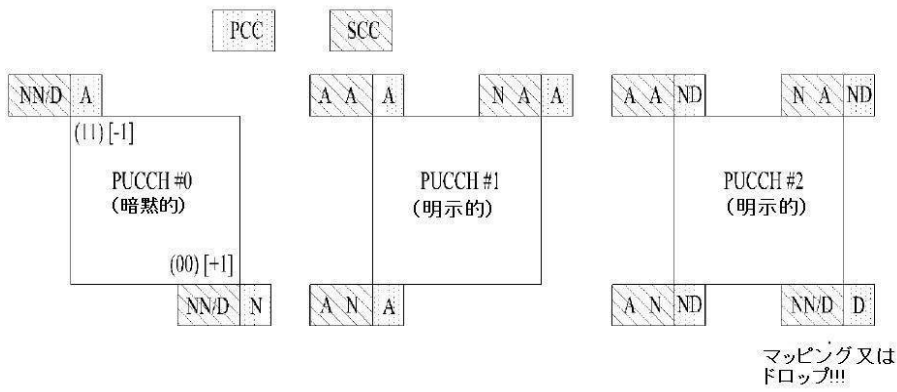 PCC SCC
NN/D A A A A N A A A A ND N A ND
(11) [-1]
PUCCH #0 PUCCH #1 PUCCH #2
(暗黙的) (明示的) (明示的)
(00) [+1]
NN/D N A N A A N ND NN/D D
マッピング又は
ドロップ!!!